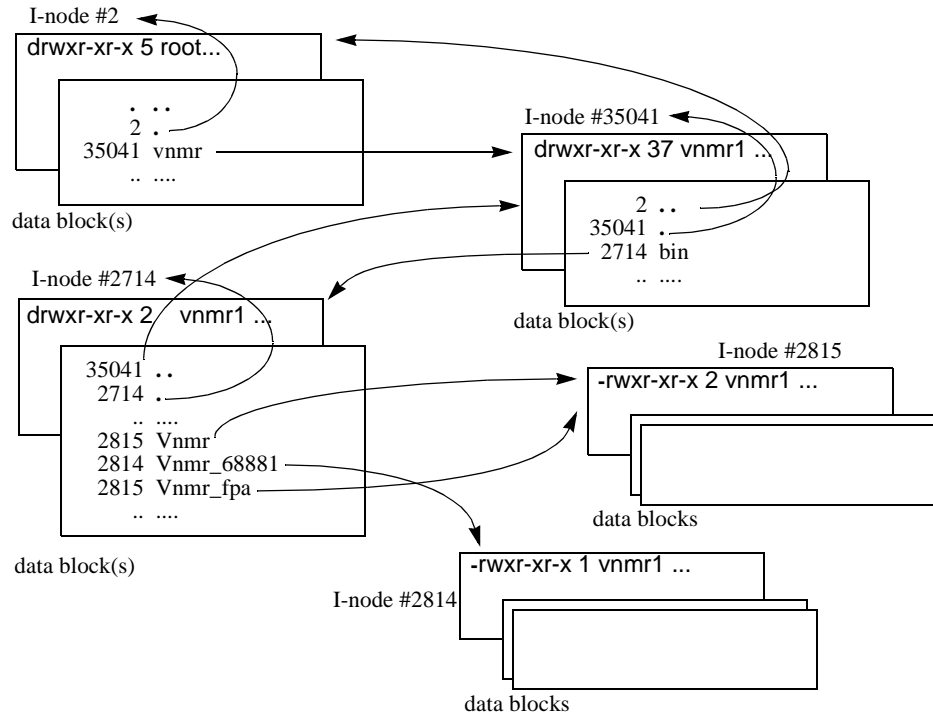 I-node #2
drwxr-xr-x 5 root...
. ..
2 .
35041 vnmr
.. ....
data block(s)
I-node #35041
drwxr-xr-x 37 vnmr1 ...
2 ..
35041 .
2714 bin
.. ....
data block(s)
I-node #2714
drwxr-xr-x 2 vnmr1 ...
35041 ..
2714 .
.. ....
2815 Vnmr
2814 Vnmr_68881
2815 Vnmr_fpa
.. ....
data block(s)
I-node #2815
-rwxr-xr-x 2 vnmr1 ...
data blocks
I-node #2814
-rwxr-xr-x 1 vnmr1 ...
data blocks